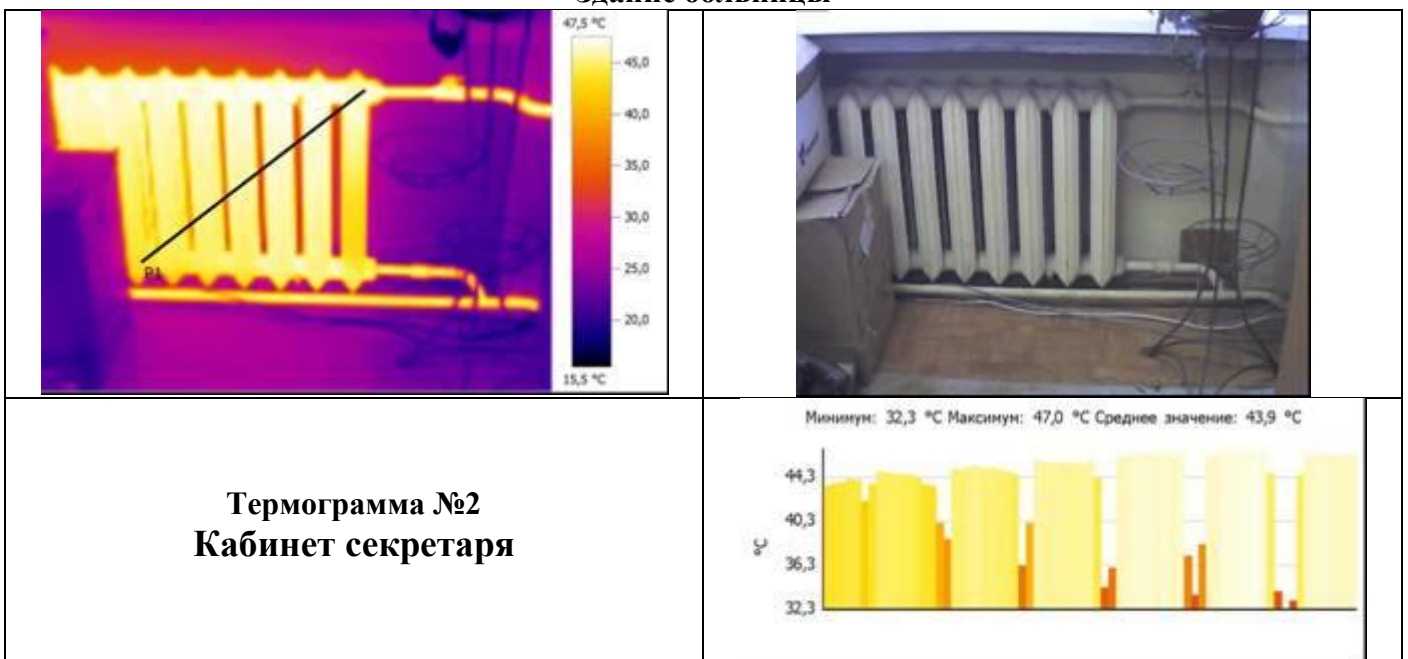 Здание больницы
47,5 °C
45,0
40,0
35,0
30,0
25,0
20,0
15,5 °C
P1
Термограмма №2
Кабинет секретаря
Минимум: 32,3 °C Максимум: 47,0 °C Среднее значение: 43,9 °C
°C
44,3
40,3
36,3
32,3